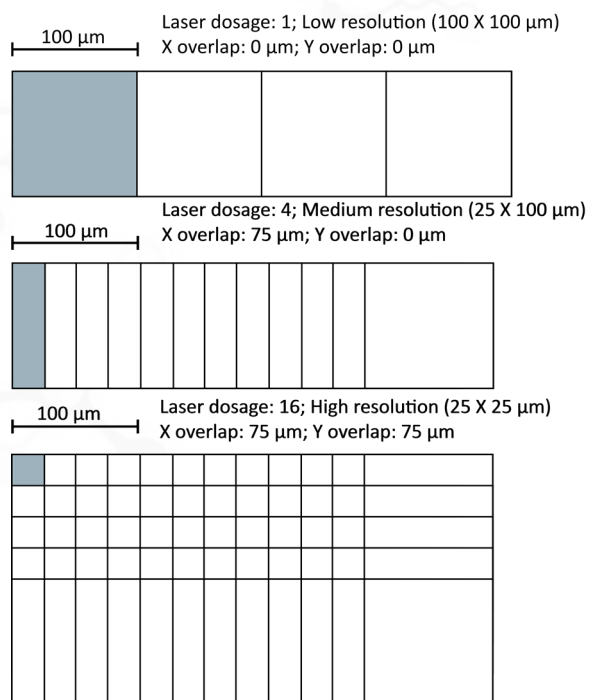 Laser dosage: 1; Low resolution (100 X 100 µm)
100 µm
X overlap: 0 µm; Y overlap: 0 µm
Laser dosage: 4; Medium resolution (25 X 100 µm)
100 µm
X overlap: 75 µm; Y overlap: 0 µm
Laser dosage: 16; High resolution (25 X 25 µm)
100 µm
X overlap: 75 µm; Y overlap: 75 µm